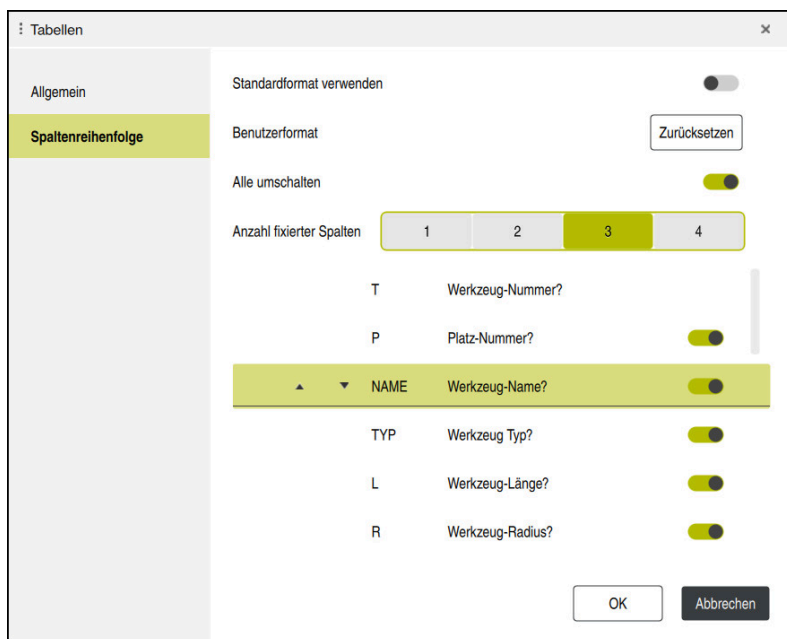 Tabellen
Allgemein
Spaltenreihenfolge
Standardformat verwenden
Benutzerformat Zurücksetzen
Alle umschalten
Anzahl fixierter Spalten 1 2 3 4
T Werkzeug-Nummer?
P Platz-Nummer?
NAME Werkzeug-Name?
TYP Werkzeug Typ?
L Werkzeug-Länge?
R Werkzeug-Radius?
OK Abbrechen